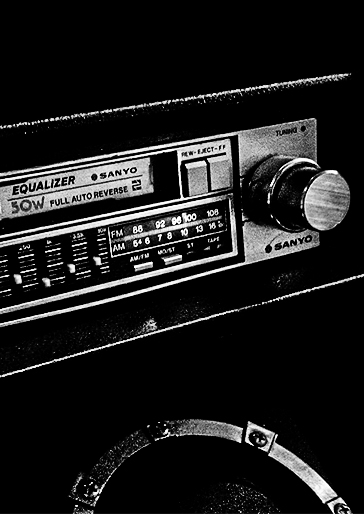 TUNING
REW-EJECT-FF
EQUALIZER SANYO
50W FULL AUTO REVERSE
FM 88 92 96 100 108
AM 54 6 7 8 10 13 16
AM/FM MO/ST ST TAPE
SANYO